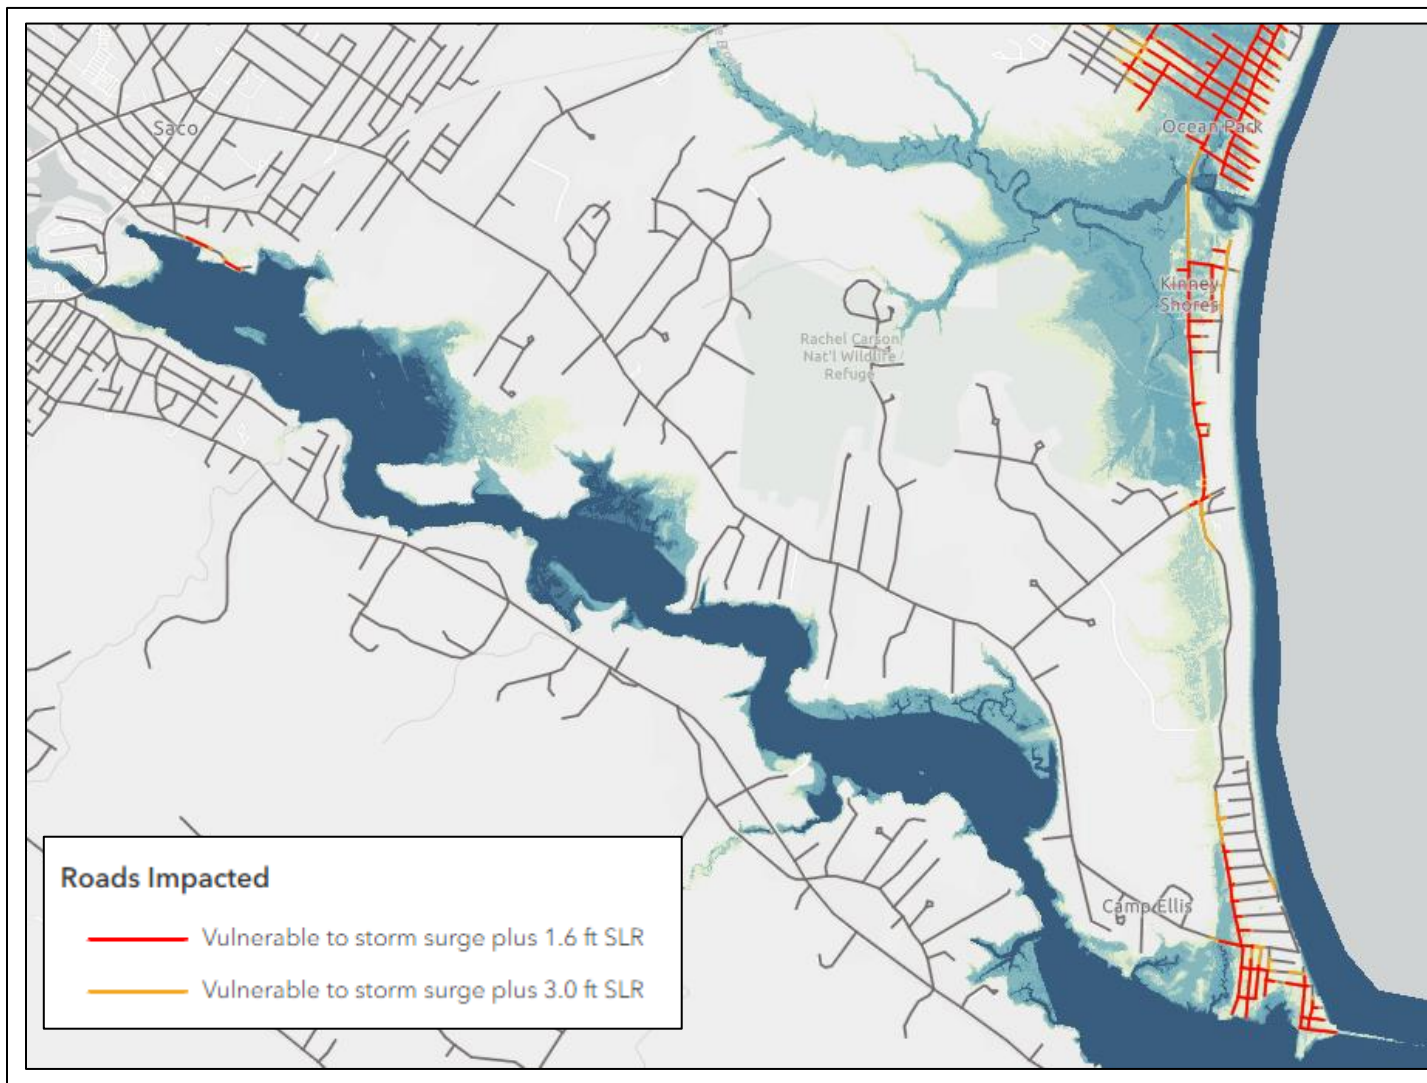 Saco
Ocean Park
Kinney
Shores
Rachel Carson
Nat'l Wildlife
Refuge
Camp Ellis
Roads Impacted
Vulnerable to storm surge plus 1.6 ft SLR
Vulnerable to storm surge plus 3.0 ft SLR